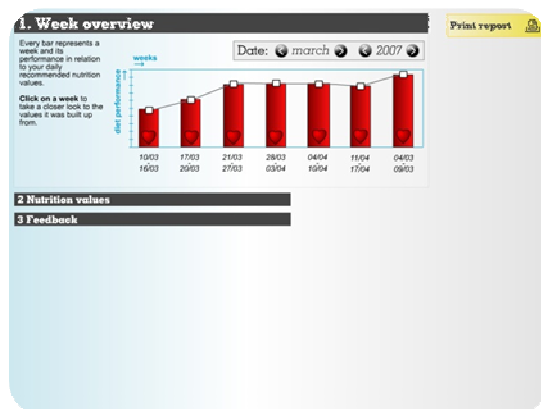 1. Week overview
Print report
Every bar represents a
week and its
performance in relation
to your daily
recommended nutrition
values.
Click on a week to
take a closer look to the
values it was built up
from.
Date: march 2007
weeks
diet performance
10/03 17/03 21/03 28/03 04/04 11/04 04/03
16/03 20/03 27/03 03/04 10/04 17/04 09/03
2 Nutrition values
3 Feedback